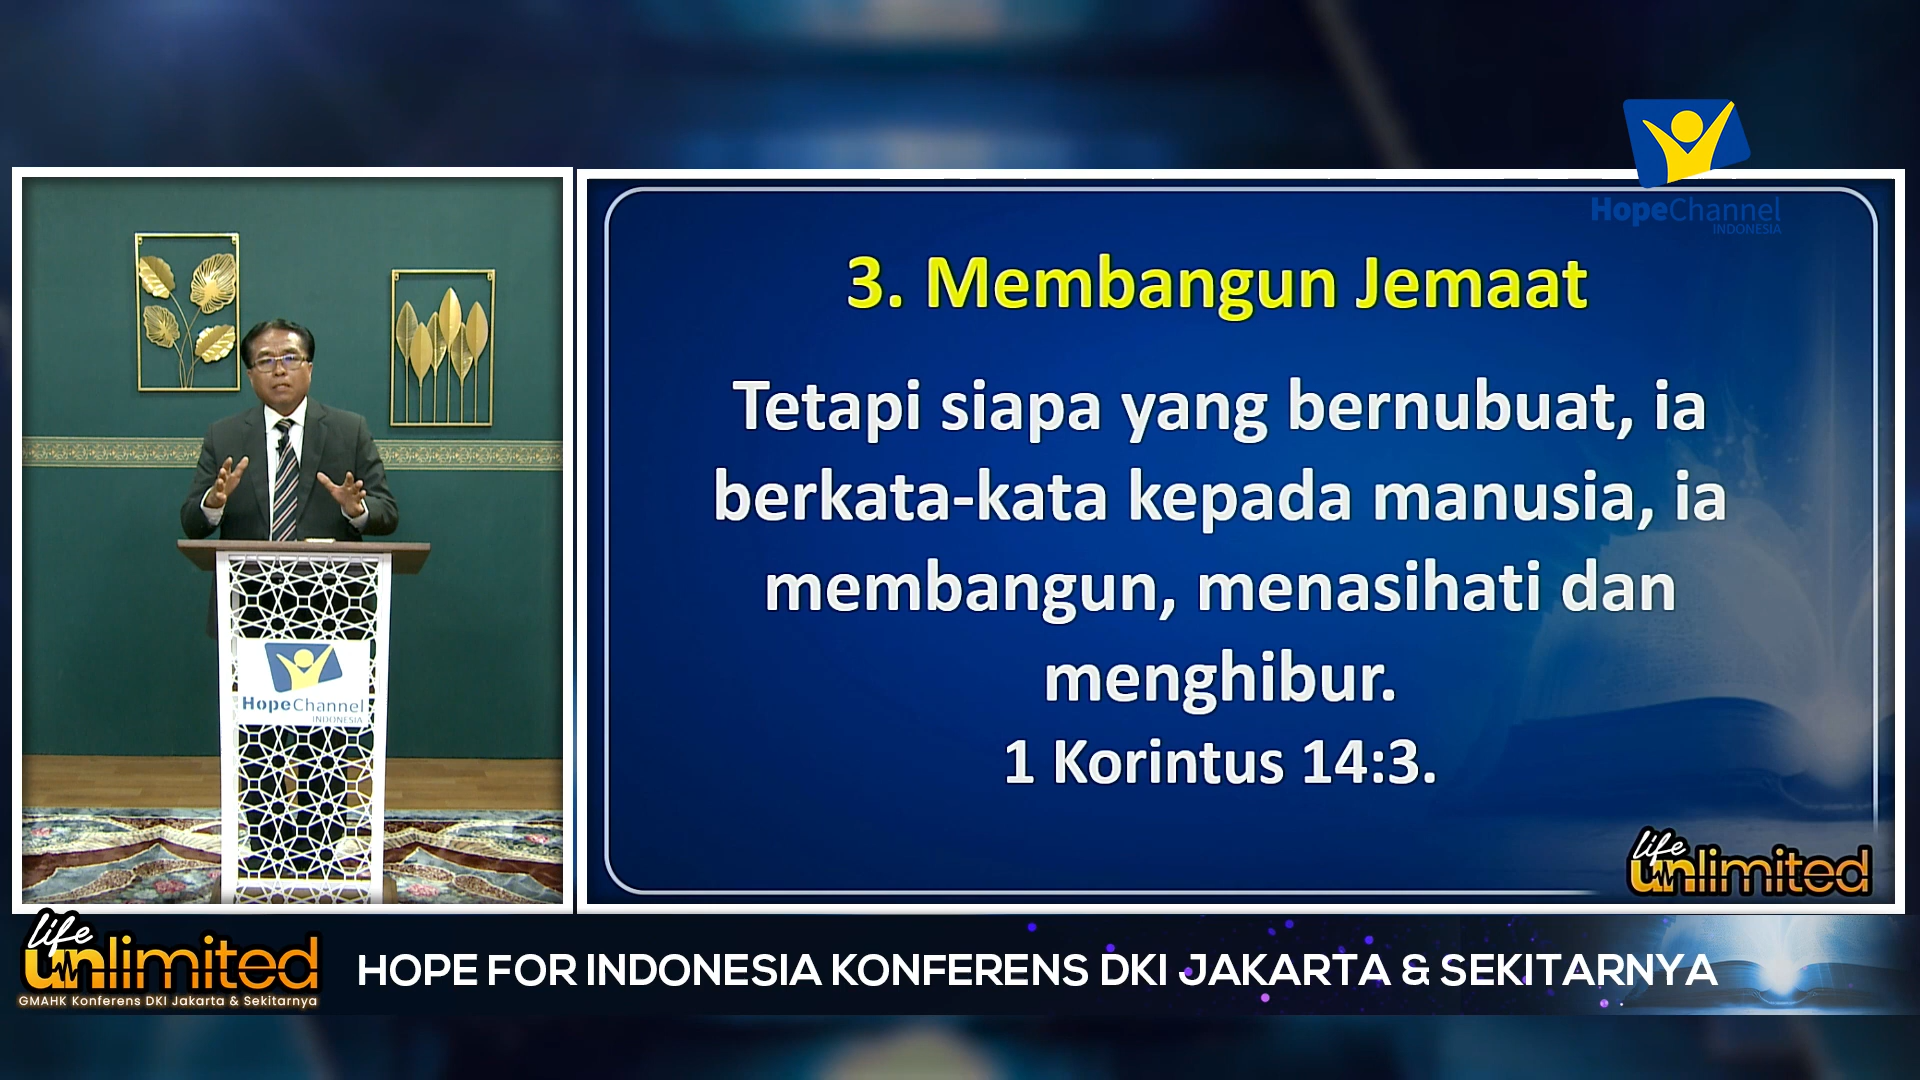 HopeChannel
INDONESIA
3. Membangun Jemaat
Tetapi siapa yang bernubuat, ia
berkata-kata kepada manusia, ia
membangun, menasihati dan
menghibur.
1 Korintus 14:3.
HopeChannel
INDONESIA
life
unlimited
life
unlimited
GMAHK Konferens DKI Jakarta & Sekitarnya
HOPE FOR INDONESIA KONFERENS DKI JAKARTA & SEKITARNYA